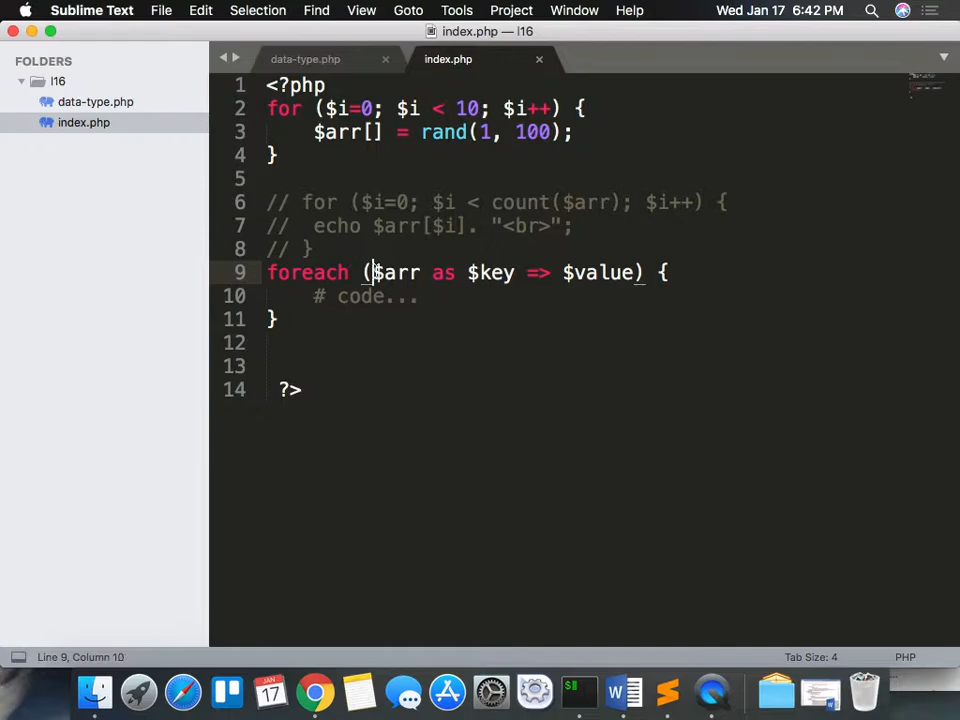 Sublime Text File Edit Selection Find Goto Tools Project Window Help Wed Jan 17 6:42 PM
index.php — l16
FOLDERS
l16
data-type.php
index.php
data-type.php index.php
1 <?php
2 for ($i=0; $i < 10; $i++) {
3 $arr[] = rand(1, 100);
4 }
5
6 // for ($i=0; $i < count($arr); $i++) {
7 // echo $arr[$i]. "<br>";
8 // }
9 foreach ($arr as $key => $value) {
10 # code...
11 }
12
13
14 ?>
Line 9, Column 10 Tab Size: 4 PHP
JAN
17